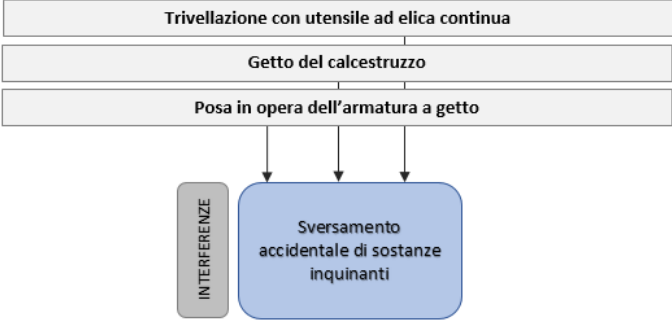 Trivellazione con utensile ad elica continua
Getto del calcestruzzo
Posa in opera dell'armatura a getto
INTERFERENZE
Sversamento
accidentale di sostanze
inquinanti